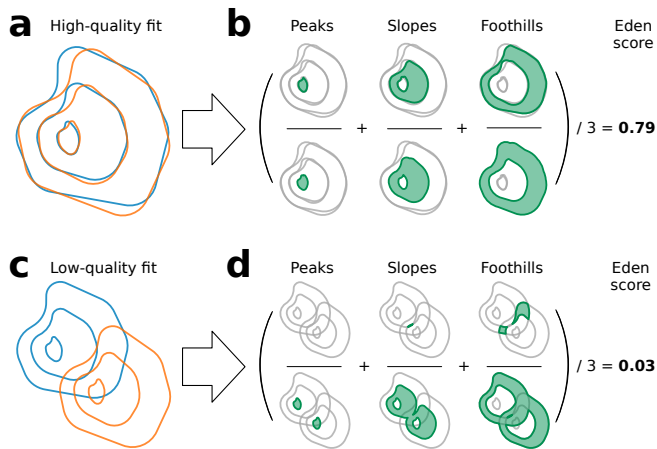 a High-quality fit
b Peaks Slopes Foothills Eden score
+ + / 3 = 0.79
c Low-quality fit
d Peaks Slopes Foothills Eden score
+ + / 3 = 0.03